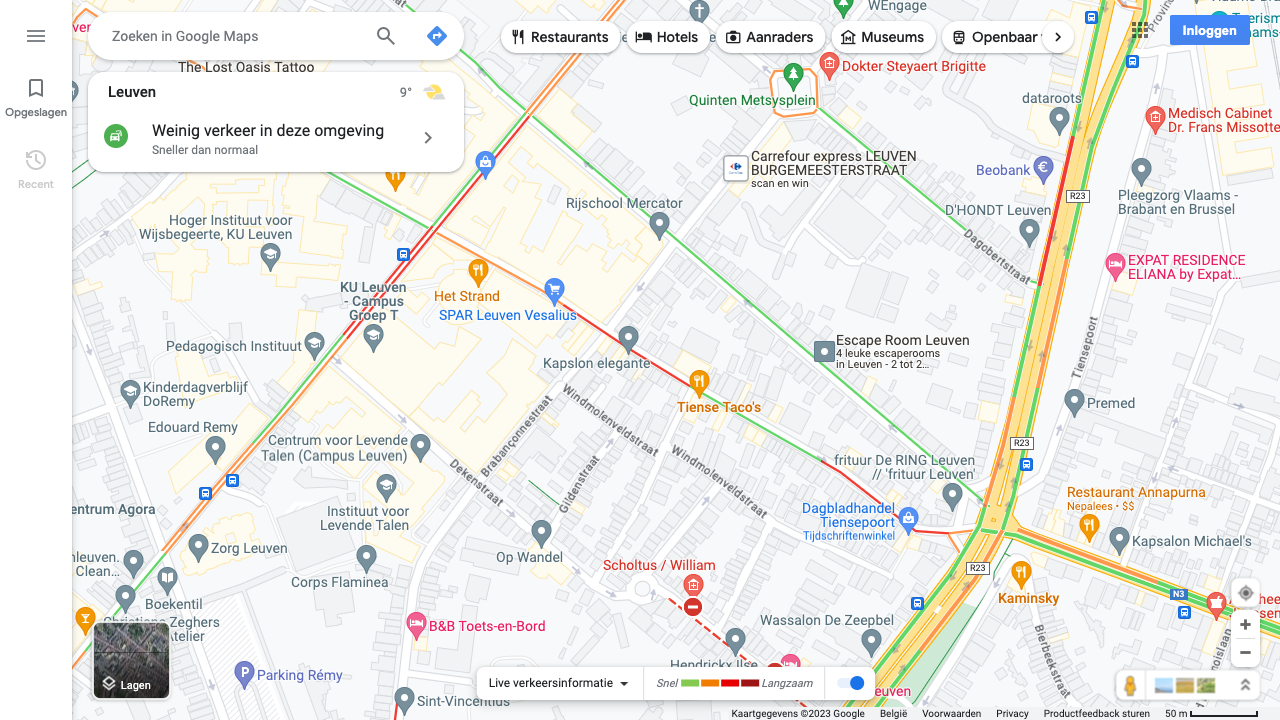 Zoeken in Google Maps
Restaurants
Hotels
Aanraders
Museums
Openbaar
Inloggen
WEngage
Opgeslagen
Recent
The Lost Oasis Tattoo
Leuven
9°
Weinig verkeer in deze omgeving
Sneller dan normaal
Dokter Steyaert Brigitte
Quinten Metsysplein
dataroots
Medisch Cabinet
Dr. Frans Missotte
Carrefour express LEUVEN
BURGEMEESTERSTRAAT
scan en win
Beobank
R23
Pleegzorg Vlaams -
Brabant en Brussel
Rijschool Mercator
D'HONDT Leuven
Hoger Instituut voor
Wijsbegeerte, KU Leuven
Dagobertstraat
EXPAT RESIDENCE
ELIANA by Expat...
KU Leuven
- Campus
Groep T
Het Strand
SPAR Leuven Vesalius
Pedagogisch Instituut
Kapslon elegante
Escape Room Leuven
4 leuke escaperooms
in Leuven - 2 tot 2...
Tiensepoort
Kinderdagverblijf
DoRemy
Tiense Taco's
Premed
Edouard Remy
Windmolenveldstraat
Brabançonnestraat
Centrum voor Levende
Talen (Campus Leuven)
Dekenstraat
Gildenstraat
Windmolenveldstraat
R23
frituur De RING Leuven
// 'frituur Leuven'
Restaurant Annapurna
Nepalees • $$
Instituut voor
Levende Talen
entrum Agora
Dagbladhandel
Tiensepoort
Tijdschriftenwinkel
Kapsalon Michael's
Zorg Leuven
Op Wandel
hleuven.
Clean...
Corps Flaminea
Scholtus / William
R23
Kaminsky
N3
Boekentil
Christiane Zeghers
Atelier
B&B Toets-en-Bord
Wassalon De Zeepbel
Bierbeekstraat
Hendrickx Ilse
Parking Rémy
Sint-Vincentius
Lagen
Live verkeersinformatie
Snel
Langzaam
euven
Kaartgegevens ©2023 Google
België
Voorwaarden
Privacy
Productfeedback sturen
50 m